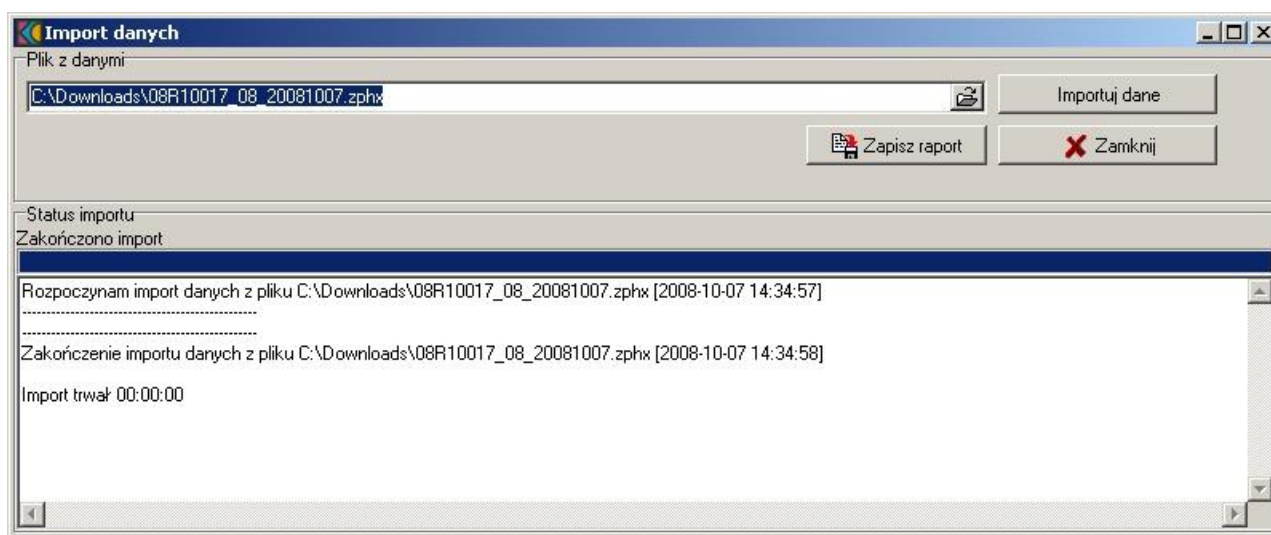 Import danych
Plik z danymi
C:\Downloads\08R10017_08_20081007.zphx
Importuj dane
Zapisz raport
Zamknij
Status importu
Zakończono import
Rozpoczynam import danych z pliku C:\Downloads\08R10017_08_20081007.zphx [2008-10-07 14:34:57]
------------------------------------------------
------------------------------------------------
Zakończenie importu danych z pliku C:\Downloads\08R10017_08_20081007.zphx [2008-10-07 14:34:58]
Import trwał 00:00:00